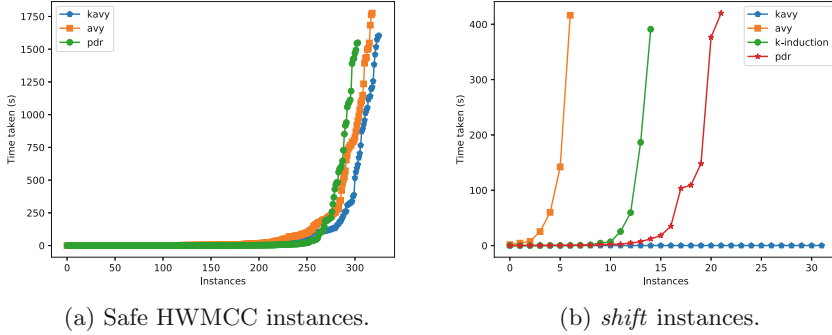 kavy
avy
pdr
1750
1500
1250
1000
750
500
250
0
Time taken (s)
0 50 100 150 200 250 300
Instances
(a) Safe HWMCC instances.
kavy
avy
k-induction
pdr
400
300
200
100
0
Time taken (s)
0 5 10 15 20 25 30
Instances
(b) shift instances.